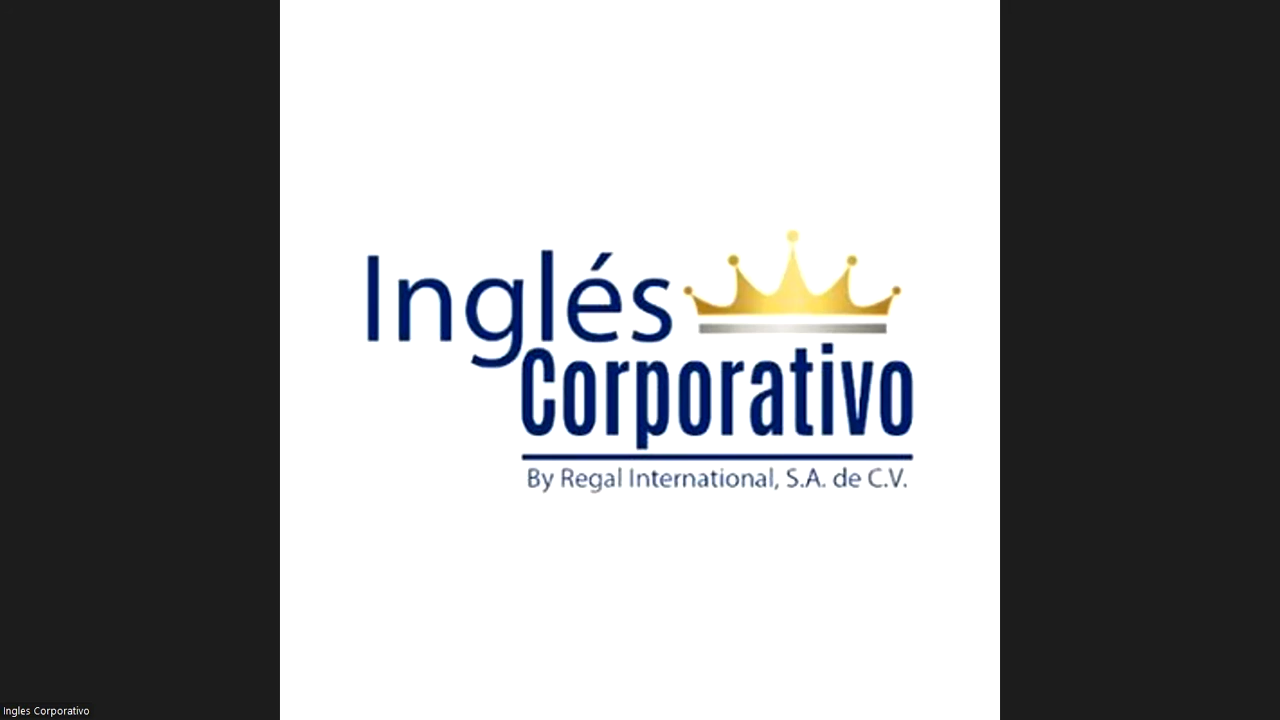 Inglés
Corporativo
By Regal International, S.A. de C.V.
Ingles Corporativo